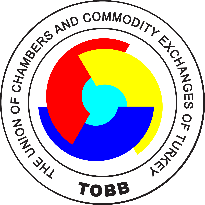 THE UNION OF CHAMBERS AND COMMODITY EXCHANGES OF TURKEY
TOBB